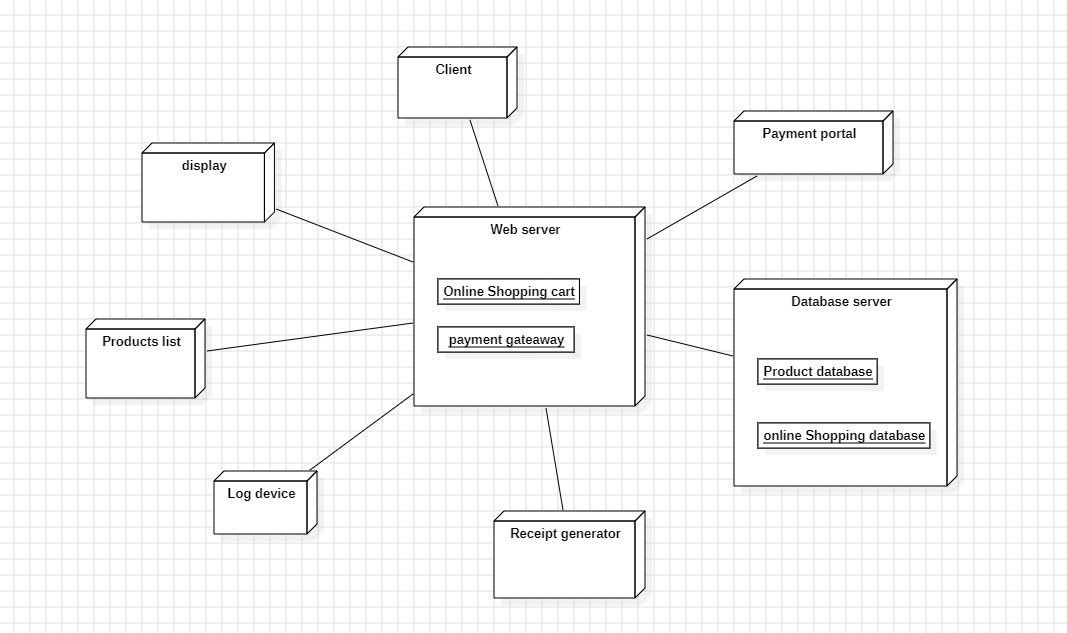 Client
Payment portal
display
Web server
Online Shopping cart
payment gateaway
Database server
Product database
online Shopping database
Products list
Log device
Receipt generator